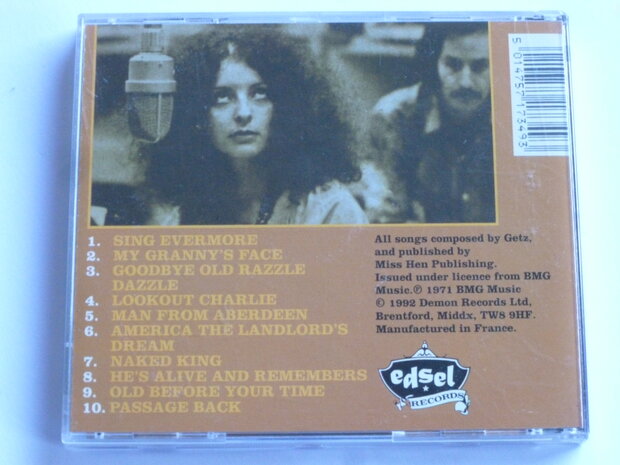 5 014757 173493
1. SING EVERMORE
2. MY GRANNY'S FACE
3. GOODBYE OLD RAZZLE
DAZZLE
4. LOOKOUT CHARLIE
5. MAN FROM ABERDEEN
6. AMERICA THE LANDLORD'S
DREAM
7. NAKED KING
8. HE'S ALIVE AND REMEMBERS
9. OLD BEFORE YOUR TIME
10. PASSAGE BACK
All songs composed by Getz,
and published by
Miss Hen Publishing.
Issued under licence from BMG
Music.℗ 1971 BMG Music
© 1992 Demon Records Ltd,
Brentford, Middx, TW8 9HF.
Manufactured in France.
edsel
RECORDS